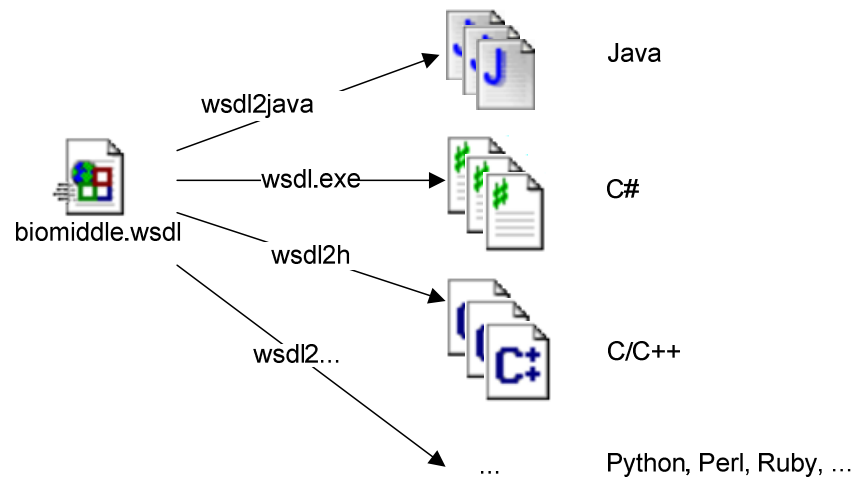 Java
wsdl2java
wsdl.exe
C#
biomiddle.wsdl
wsdl2h
C/C++
wsdl2...
... Python, Perl, Ruby, ...
J
J
J
#
#
#
C
C
C++